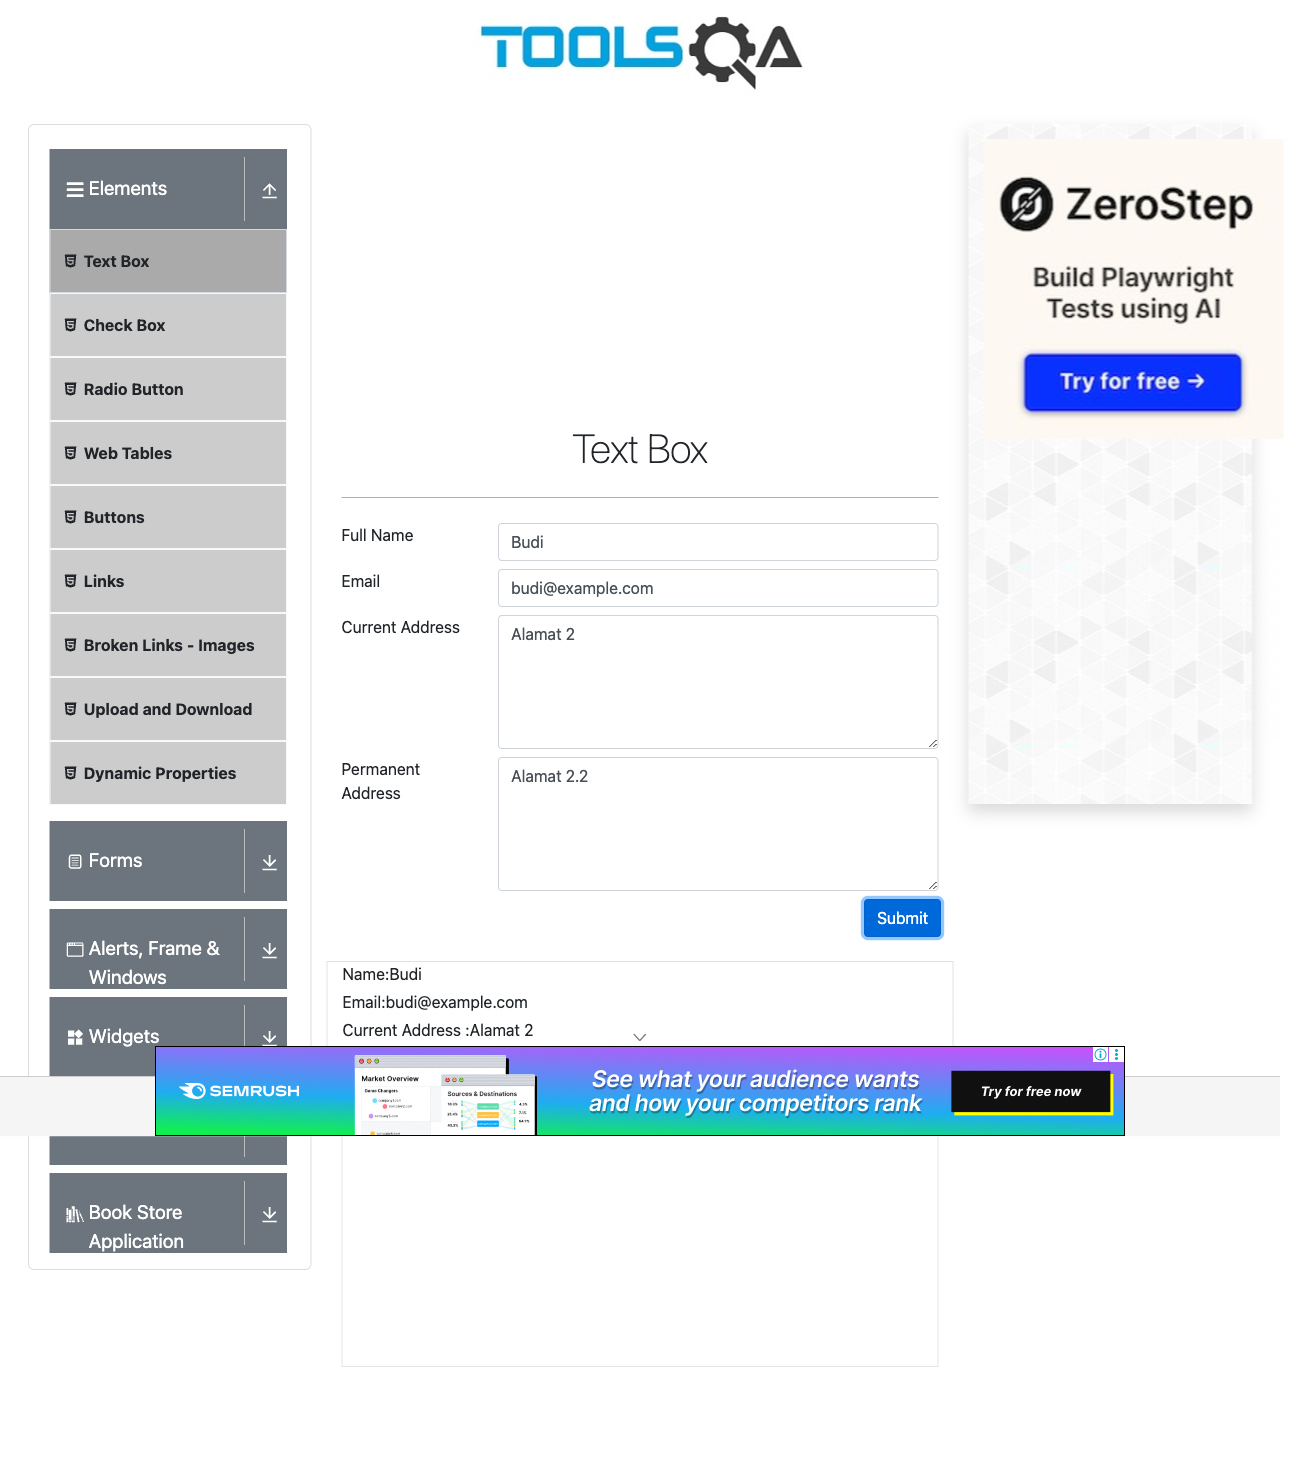 TOOLSQA
Elements
Text Box
Check Box
Radio Button
Web Tables
Buttons
Links
Broken Links - Images
Upload and Download
Dynamic Properties
Forms
Alerts, Frame &
Windows
Widgets
Book Store
Application
Text Box
Full Name
Budi
Email
budi@example.com
Current Address
Alamat 2
Permanent
Address
Alamat 2.2
Submit
Name:Budi
Email:budi@example.com
Current Address :Alamat 2
ZeroStep
Build Playwright
Tests using AI
Try for free →
SEMRUSH
Market Overview
Sources & Destinations
See what your audience wants
and how your competitors rank
Try for free now